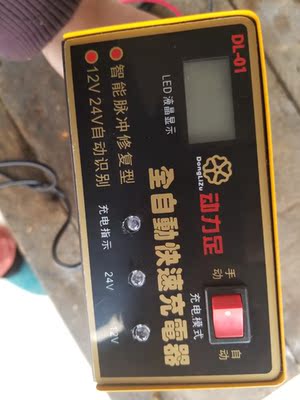 DL-01
LED液晶显示
DongLiZu
动力足
智能脉冲修复型
12V 24V自动识别
全自動快速充電器
手动
充电模式
自动
充电指示
24V
12V